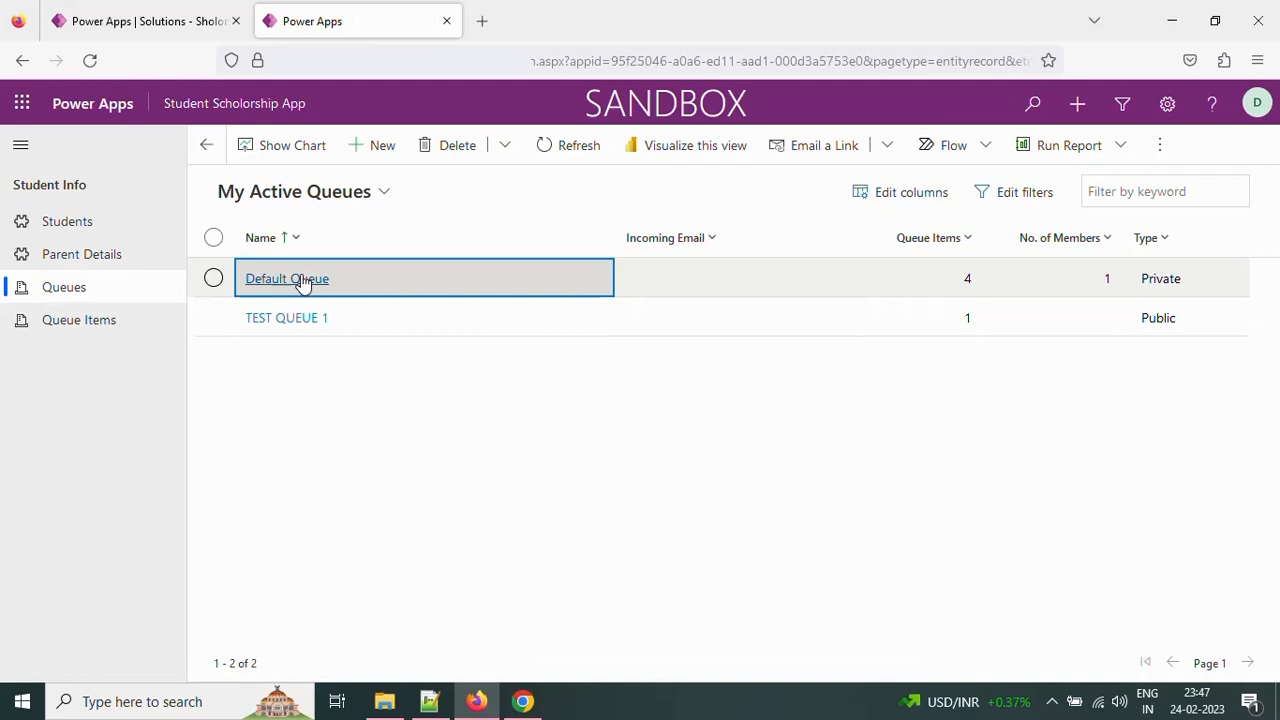 Power Apps | Solutions - Sholor
Power Apps
n.aspx?appid=95f25046-a0a6-ed11-aad1-000d3a5753e0&pagetype=entityrecord&et
Power Apps
Student Scholorship App
SANDBOX
D
Show Chart
New
Delete
Refresh
Visualize this view
Email a Link
Flow
Run Report
Student Info
Students
Parent Details
Queues
Queue Items
My Active Queues
Edit columns
Edit filters
Filter by keyword
Name
Incoming Email
Queue Items
No. of Members
Type
Default Queue
4
1
Private
TEST QUEUE 1
1
Public
1 - 2 of 2
Page 1
Type here to search
USD/INR +0.37%
ENG
IN
23:47
24-02-2023
1